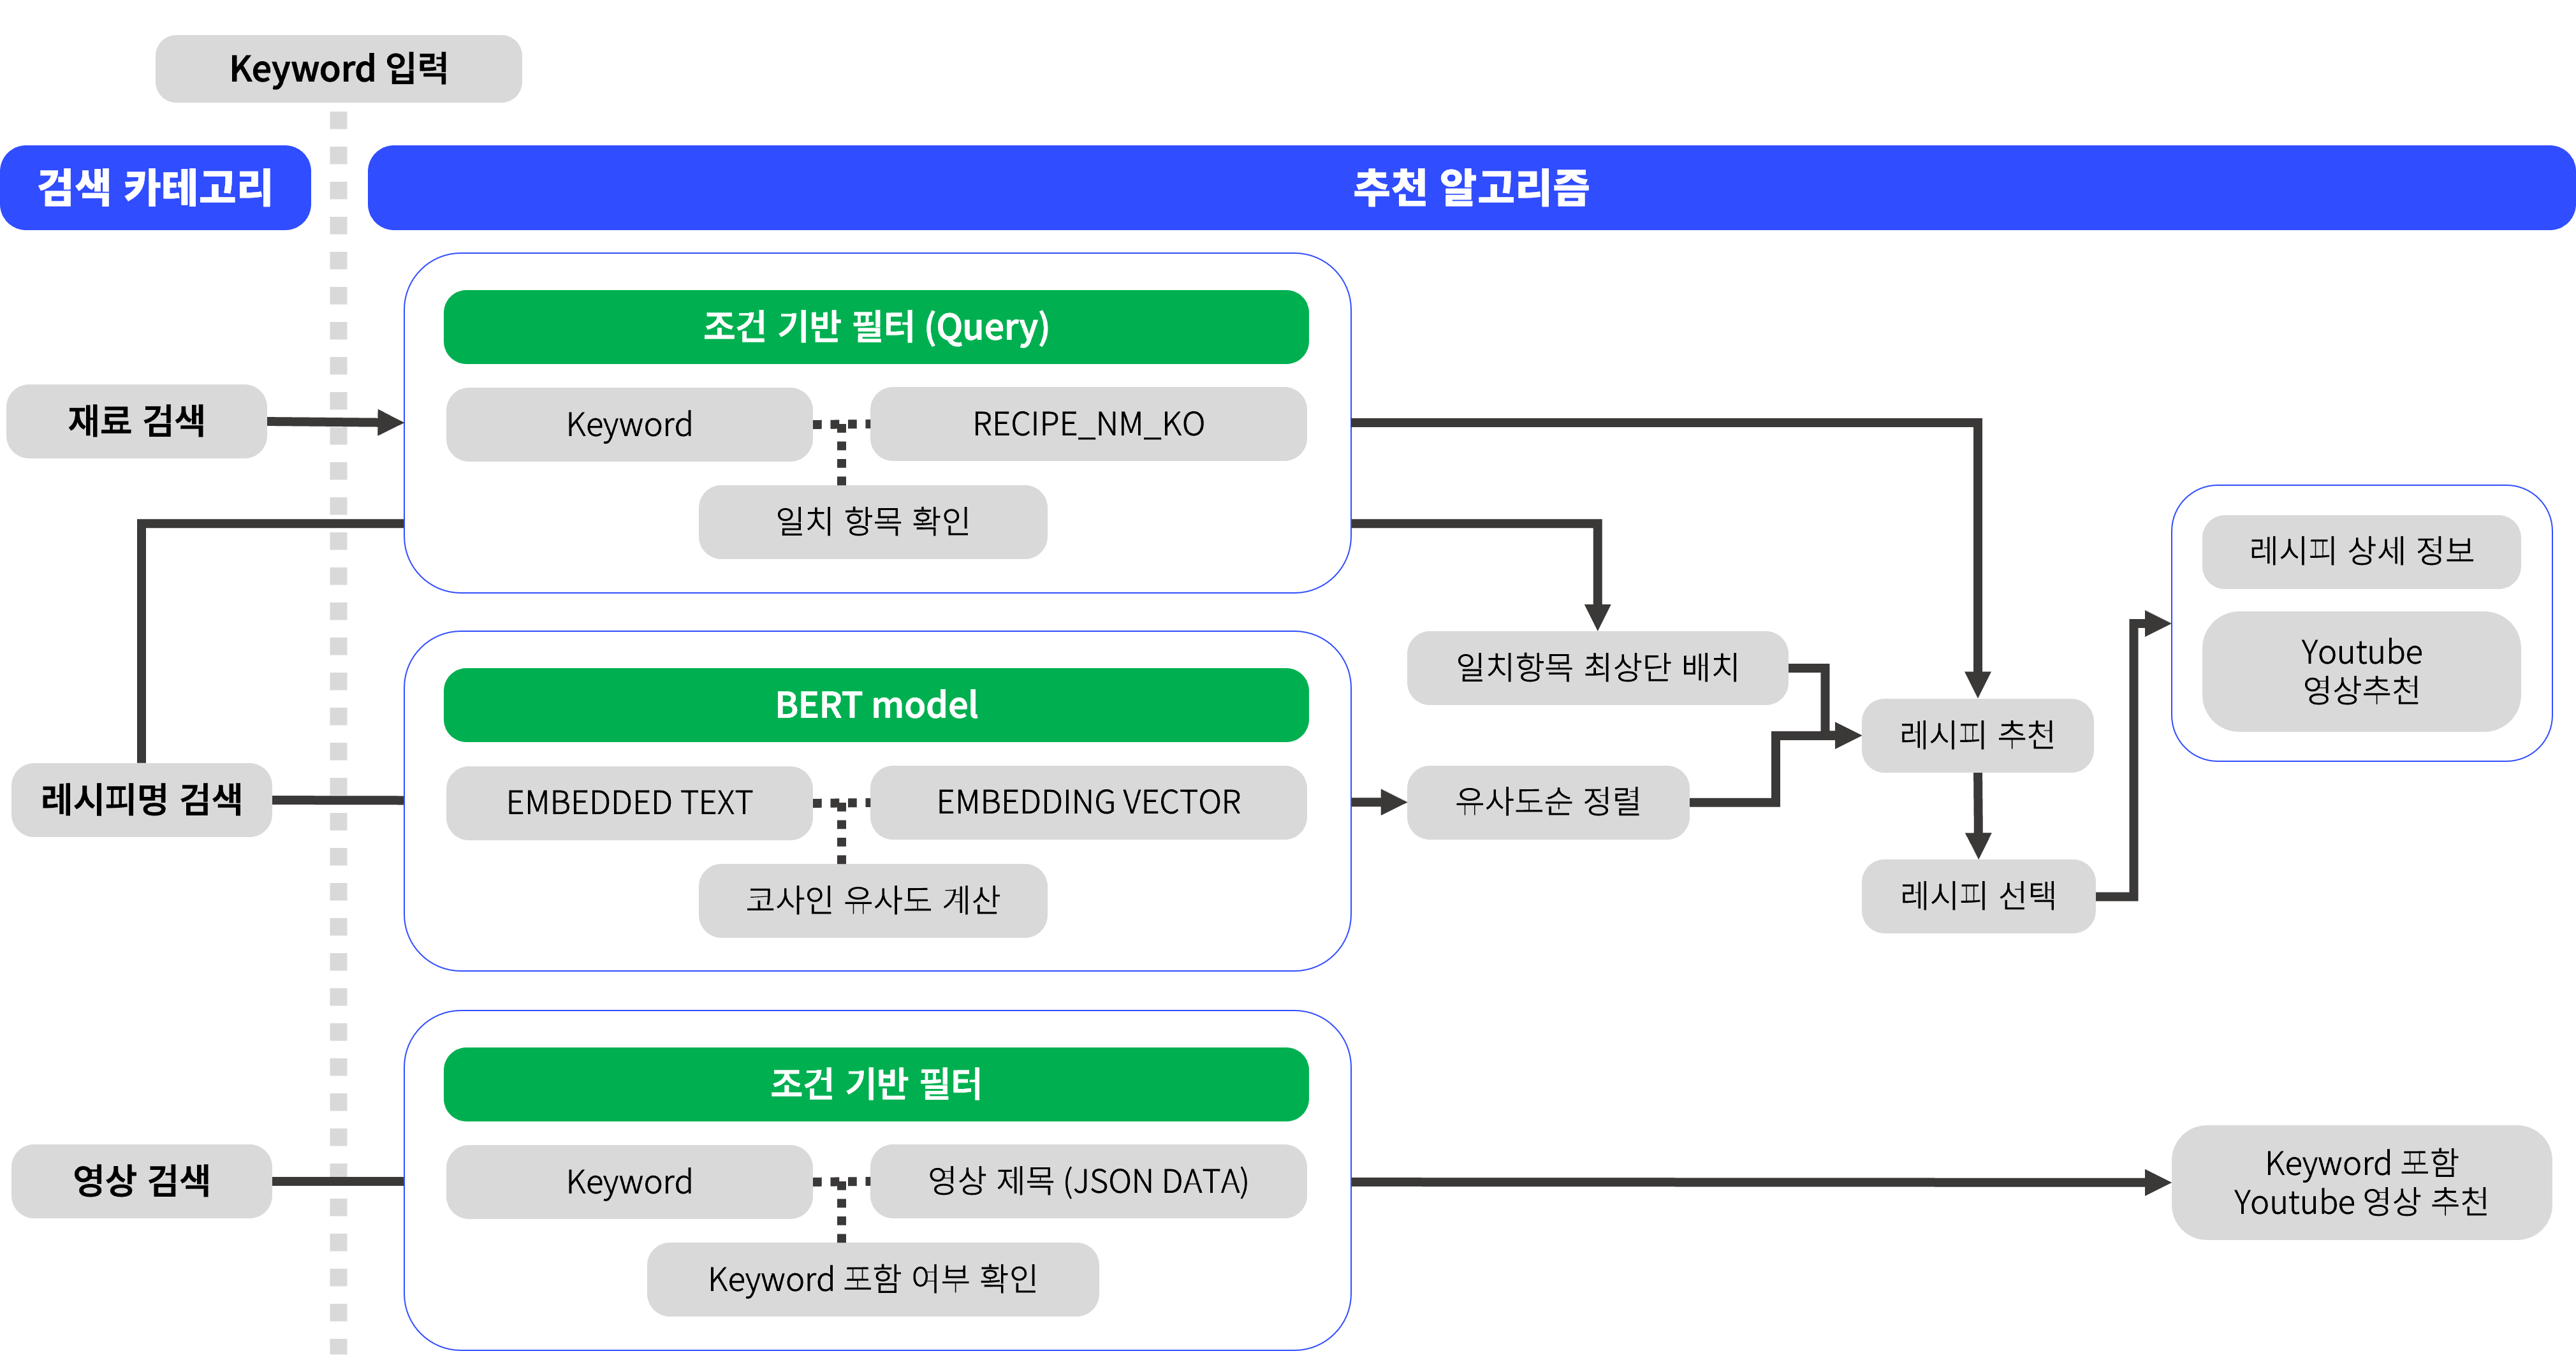 Keyword 입력
검색 카테고리
추천 알고리즘
조건 기반 필터 (Query)
재료 검색
Keyword
RECIPE_NM_KO
일치 항목 확인
레시피 상세 정보
Youtube
영상추천
일치항목 최상단 배치
BERT model
레시피 추천
레시피명 검색
EMBEDDED TEXT
EMBEDDING VECTOR
유사도순 정렬
코사인 유사도 계산
레시피 선택
조건 기반 필터
영상 검색
Keyword
영상 제목 (JSON DATA)
Keyword 포함
Youtube 영상 추천
Keyword 포함 여부 확인